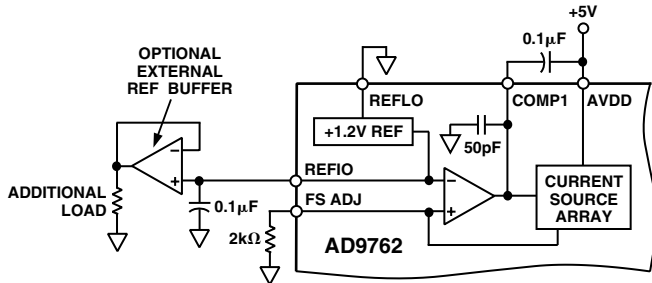 +5V
OPTIONAL
EXTERNAL
REF BUFFER
0.1µF
REFLO
COMP1
AVDD
+1.2V REF
50pF
REFIO
FS ADJ
ADDITIONAL
LOAD
0.1µF
2kΩ
CURRENT
SOURCE
ARRAY
AD9762
−
+
−
+